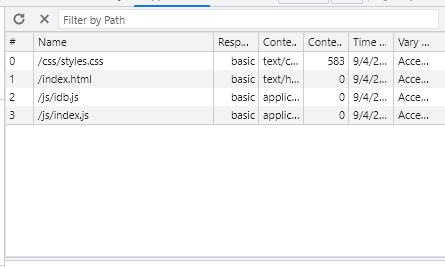 Filter by Path
# Name Resp... Conte.. Conte.. Time ... Vary ...
0 /css/styles.css basic text/c... 583 9/4/2... Acce...
1 /index.html basic text/h... 0 9/4/2... Acce...
2 /js/idb.js basic applic... 0 9/4/2... Acce...
3 /js/index.js basic applic... 0 9/4/2... Acce...